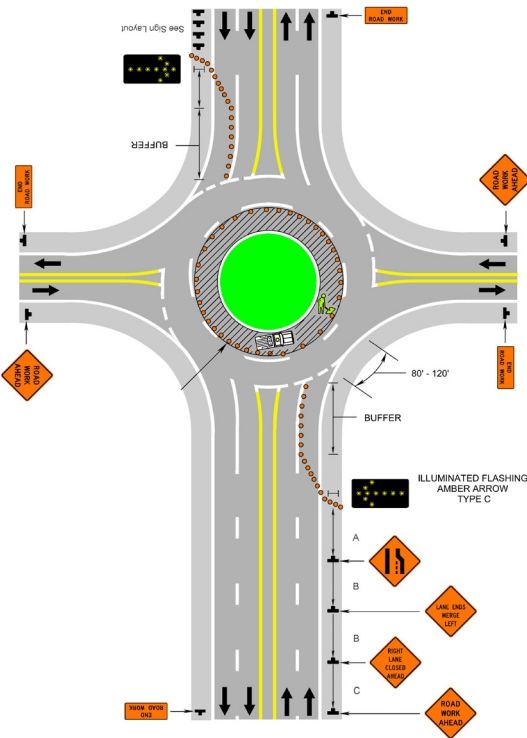 See Sign Layout
END
ROAD WORK
BUFFER
END
ROAD WORK
ROAD
WORK
AHEAD
ROAD
WORK
AHEAD
END
ROAD WORK
80' - 120'
BUFFER
ILLUMINATED FLASHING
AMBER ARROW
TYPE C
A
B
LANE ENDS
MERGE
LEFT
B
RIGHT
LANE
CLOSED
AHEAD
C
ROAD
WORK
AHEAD
END
ROAD WORK